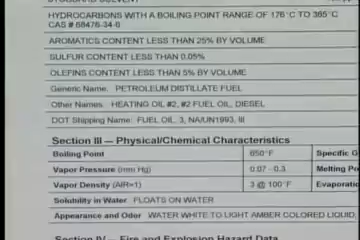 HYDROCARBONS WITH A BOILING POINT RANGE OF 176°C TO 365°C
CAS # 68476-34-6
AROMATICS CONTENT LESS THAN 25% BY VOLUME
SULFUR CONTENT LESS THAN 0.05%
OLEFINS CONTENT LESS THAN 5% BY VOLUME
Generic Name: PETROLEUM DISTILLATE FUEL
Other Names: HEATING OIL #2, #2 FUEL OIL, DIESEL
DOT Shipping Name: FUEL OIL, 3, NA/UN1993, III
Section III — Physical/Chemical Characteristics
Boiling Point 650°F Specific G
Vapor Pressure (mm Hg) 0.07 - 0.3 Melting Po
Vapor Density (AIR=1) 3 @ 100°F Evaporatio
Solubility in Water FLOATS ON WATER
Appearance and Odor WATER WHITE TO LIGHT AMBER COLORED LIQUID,
Section IV — Fire and Explosion Hazard Data